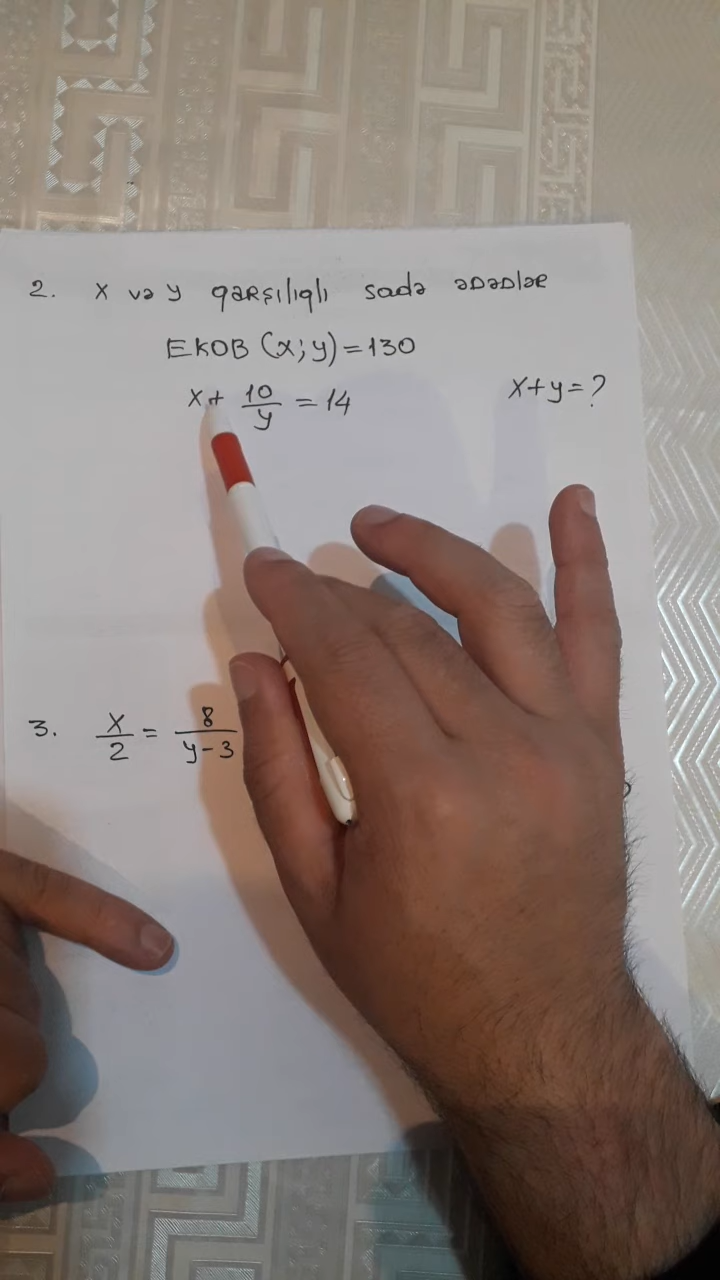 2. x və y qarşılıqlı sadə ədədlər
EKOB (x; y) = 130
x + 10/y = 14 x + y = ?
3. x/2 = 8/(y-3)